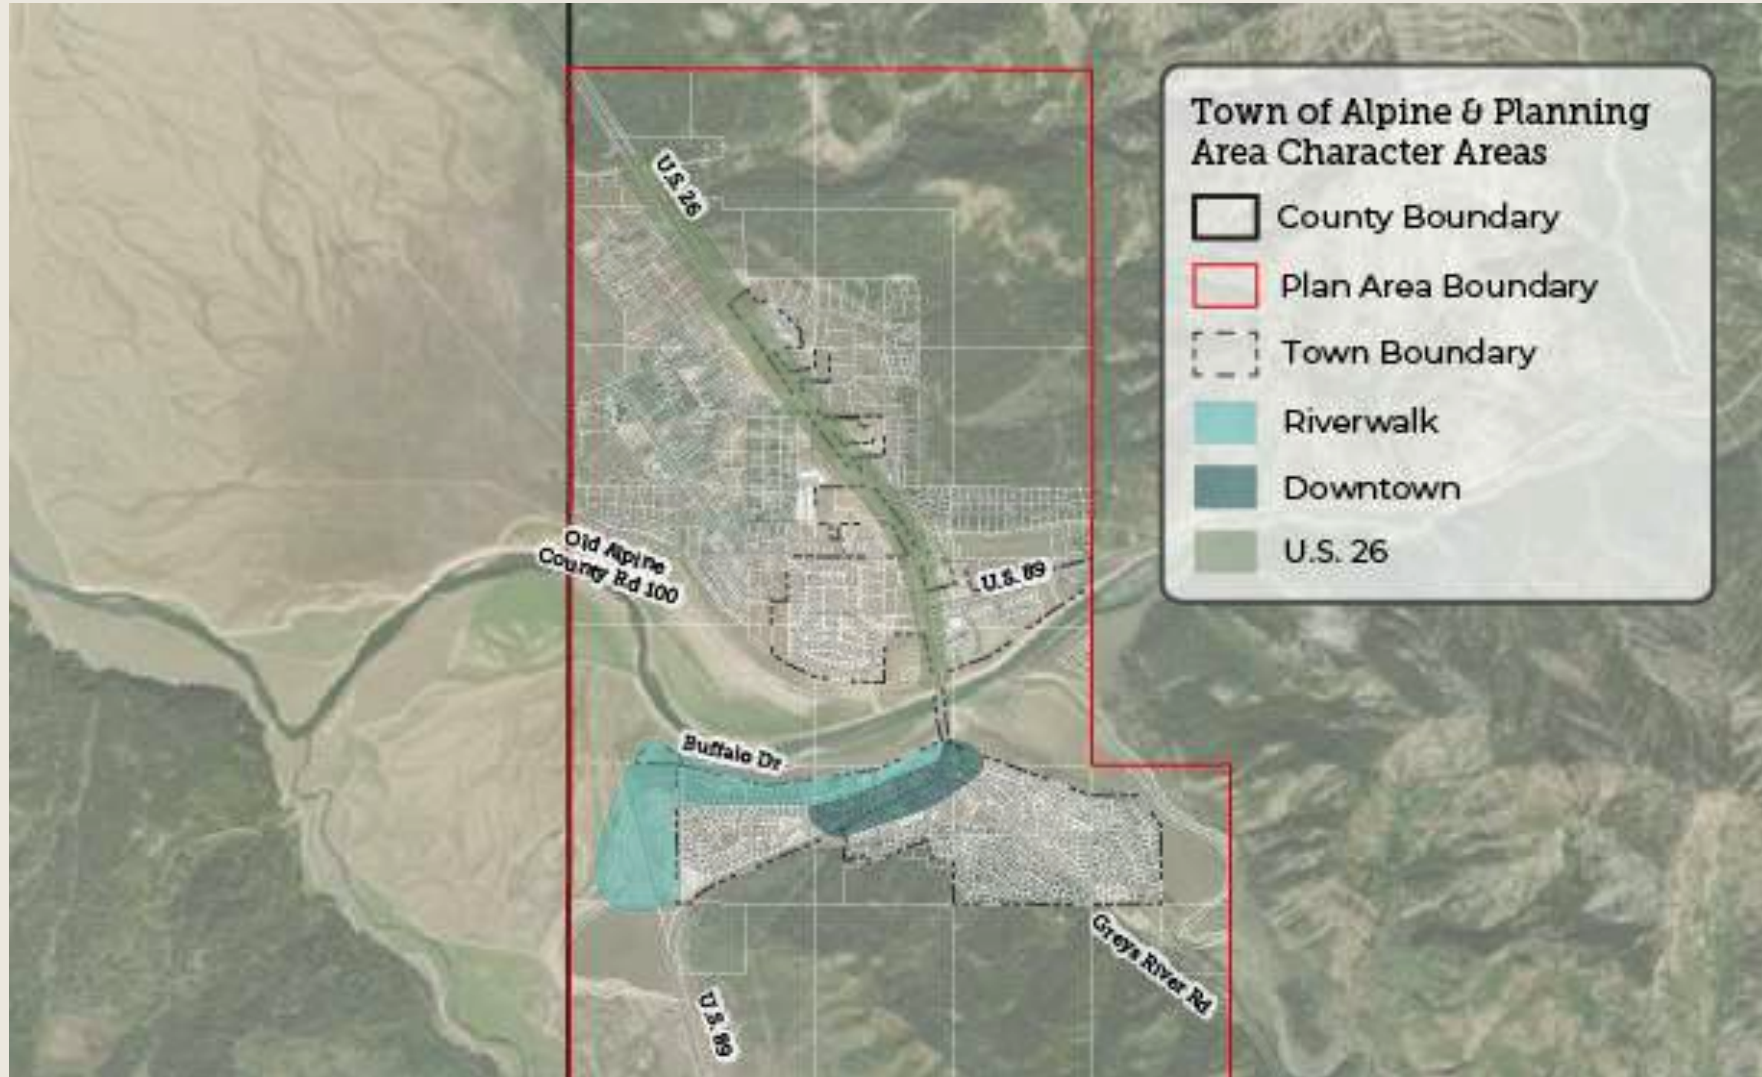 Town of Alpine & Planning
Area Character Areas
County Boundary
Plan Area Boundary
Town Boundary
Riverwalk
Downtown
U.S. 26
U.S. 26
Old Alpine
County Rd 100
U.S. 89
Buffalo Dr
Greys River Rd
U.S. 89